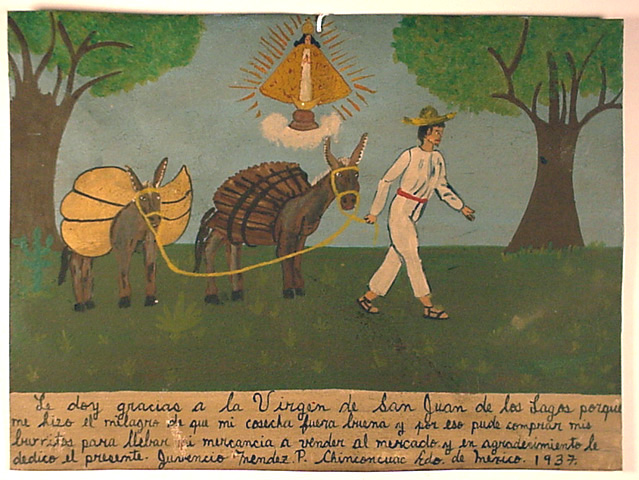 Le doy gracias a la Virgen de San Juan de los Lagos porque
me hizo el milagro de que mi cosecha fuera buena y por eso pude comprar mis
burritos para llebar mi mercancia a vender al mercado y en agradecimiento le
dedico el presente. Juvencio Mendez. P. Chinconcuac Edo. de Mexico. 1937.